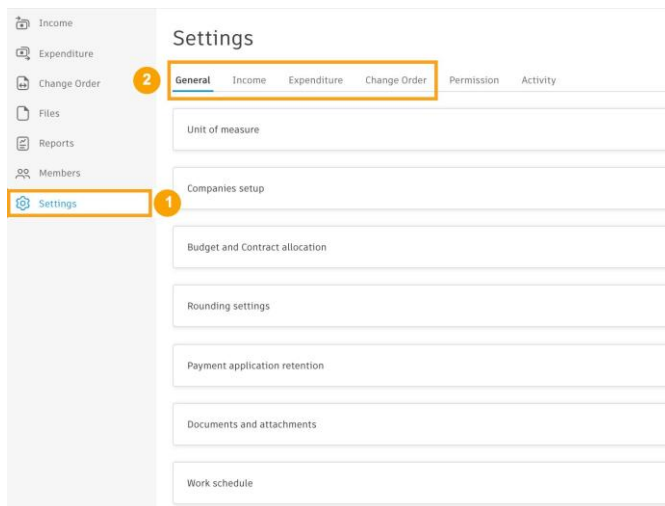 Income
Expenditure
Change Order
Files
Reports
Members
Settings
1
Settings
2
General Income Expenditure Change Order Permission Activity
Unit of measure
Companies setup
Budget and Contract allocation
Rounding settings
Payment application retention
Documents and attachments
Work schedule